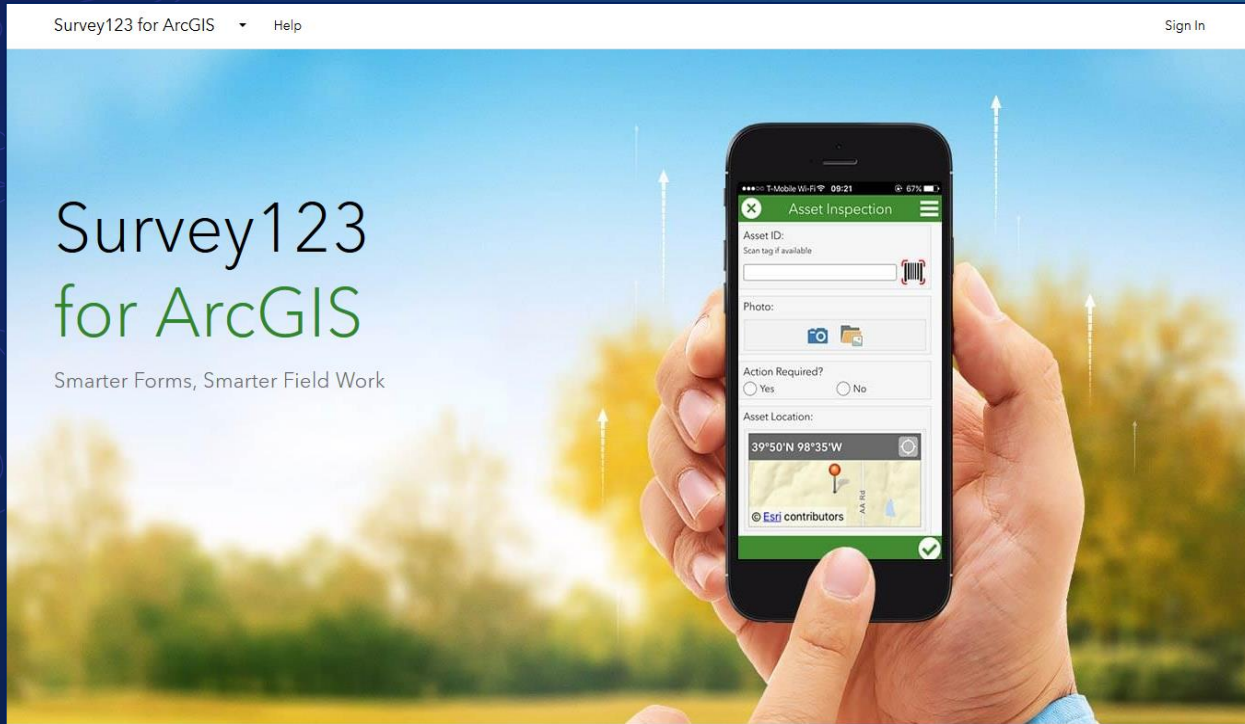 Survey123 for ArcGIS Help Sign In
Survey123
for ArcGIS
Smarter Forms, Smarter Field Work
T-Mobile Wi-Fi 09:21 67%
Asset Inspection
Asset ID:
Scan tag if available
Photo:
Action Required?
Yes No
Asset Location:
39°50'N 98°35'W
AA Rd
© Esri contributors